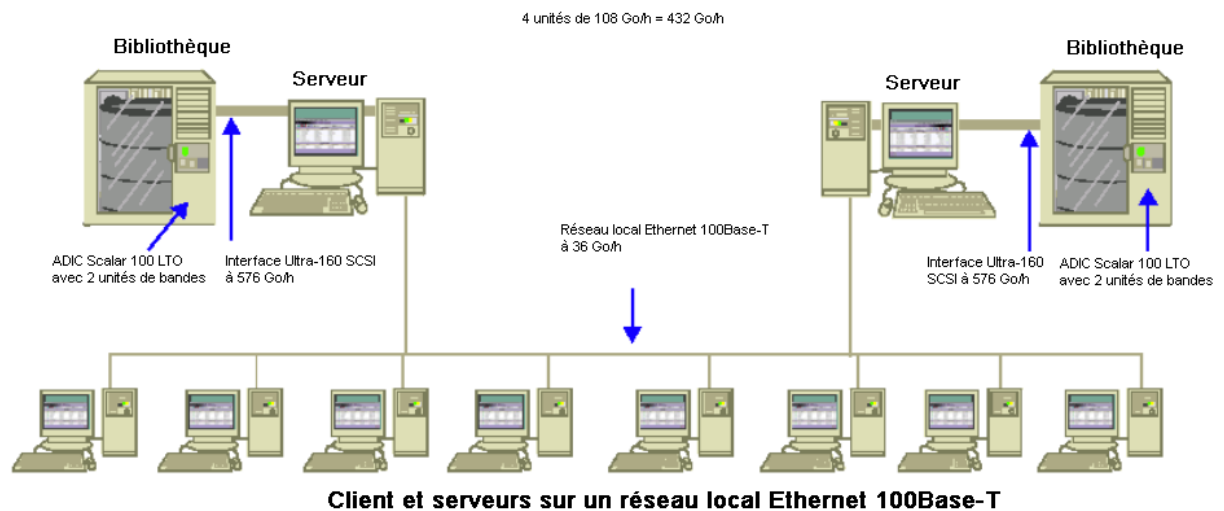 4 unités de 108 Go/h = 432 Go/h
Bibliothèque
Serveur
Serveur
Bibliothèque
ADIC Scalar 100 LTO
avec 2 unités de bandes
Interface Ultra-160 SCSI
à 576 Go/h
Réseau local Ethernet 100Base-T
à 36 Go/h
Interface Ultra-160
SCSI à 576 Go/h
ADIC Scalar 100 LTO
avec 2 unités de bandes
Client et serveurs sur un réseau local Ethernet 100Base-T